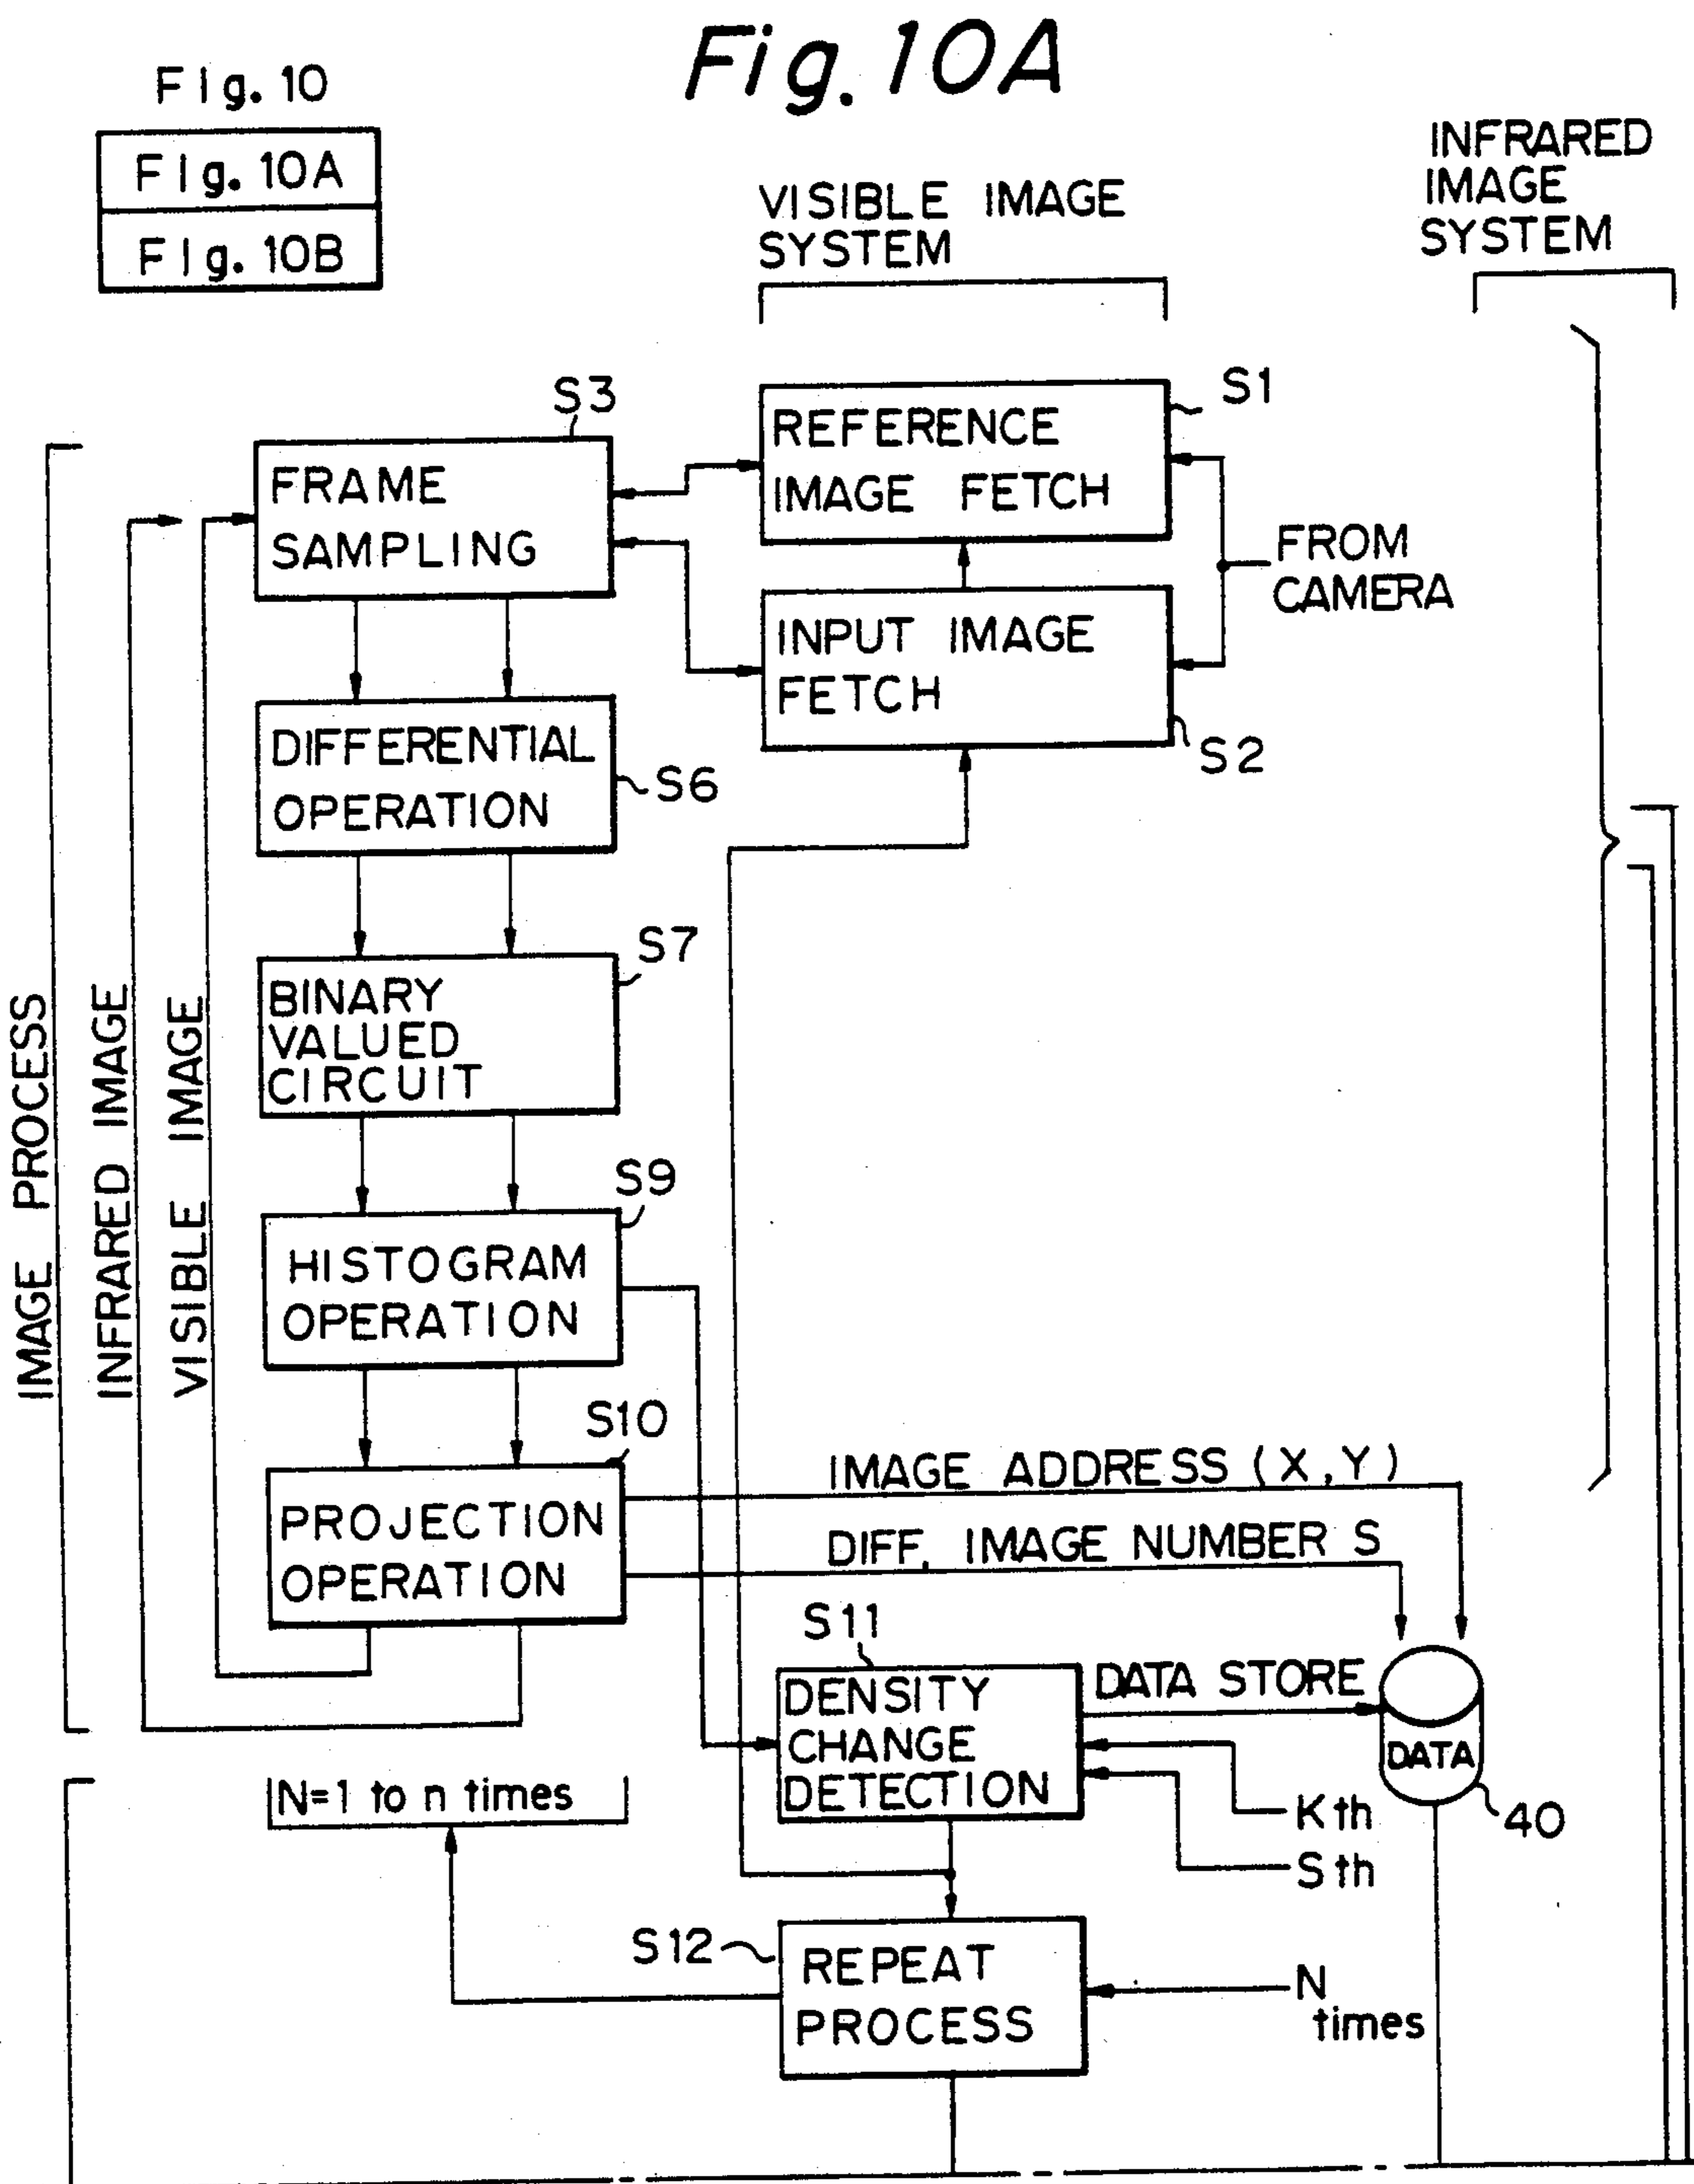 Fig. 10A
Fig. 10
Fig. 10A
Fig. 10B
VISIBLE IMAGE
SYSTEM
INFRARED
IMAGE
SYSTEM
S3
FRAME
SAMPLING
S1
REFERENCE
IMAGE FETCH
FROM
CAMERA
INPUT IMAGE
FETCH
S2
DIFFERENTIAL
OPERATION
S6
S7
BINARY
VALUED
CIRCUIT
IMAGE PROCESS
INFRARED IMAGE
VISIBLE IMAGE
S9
HISTOGRAM
OPERATION
S10
PROJECTION
OPERATION
IMAGE ADDRESS (X,Y)
DIFF. IMAGE NUMBER S
S11
DENSITY
CHANGE
DETECTION
DATA STORE
DATA
40
Kth
Sth
N=1 to n times
S12
REPEAT
PROCESS
N
times